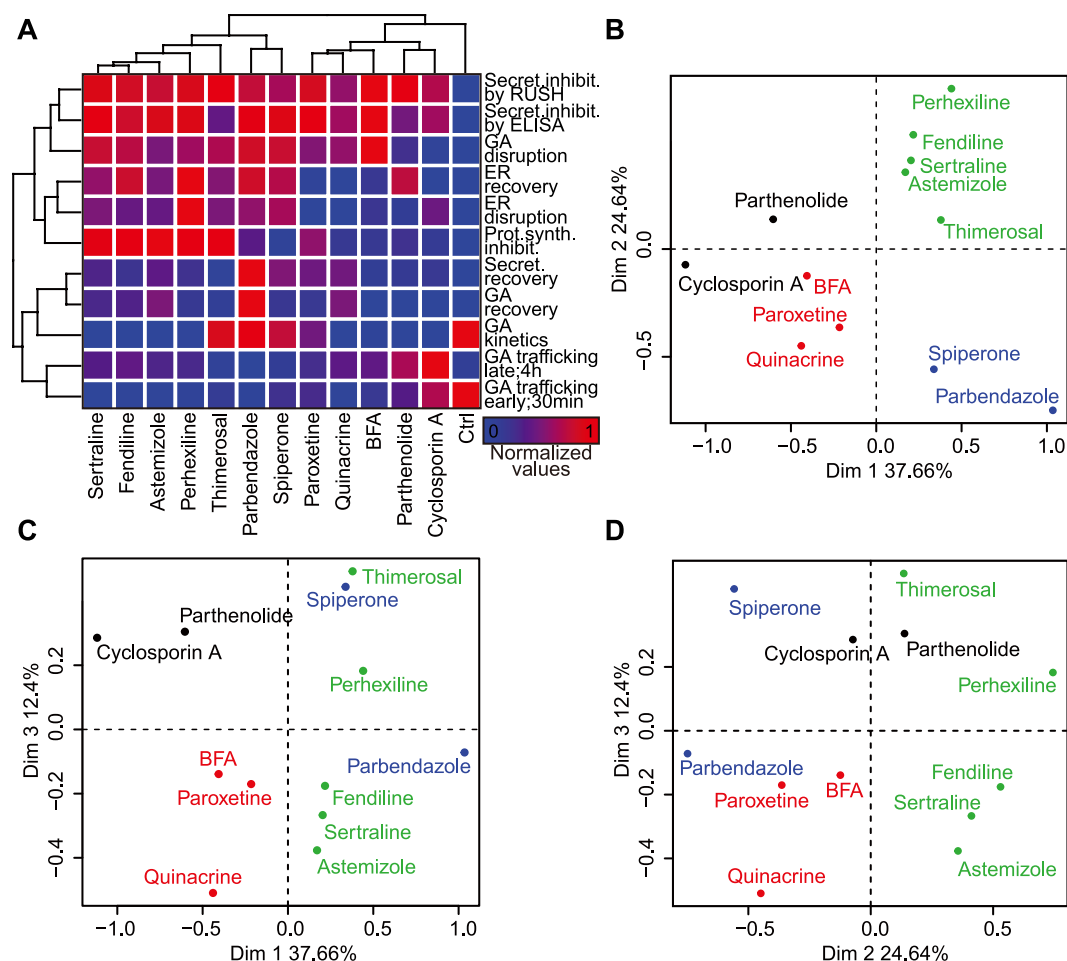 A
Secret.inhibit.
by RUSH
Secret.inhibit.
by ELISA
GA
disruption
ER
recovery
ER
disruption
Prot.synth.
inhibit.
Secret.
recovery
GA
recovery
GA
kinetics
GA trafficking
late;4h
GA trafficking
early;30min
Sertraline
Fendiline
Astemizole
Perhexiline
Thimerosal
Parbendazole
Spiperone
Paroxetine
Quinacrine
BFA
Parthenolide
Cyclosporin A
Ctrl
0 1
Normalized
values
B
Perhexiline
Fendiline
Sertraline
Astemizole
Parthenolide
Thimerosal
Cyclosporin A
BFA
Paroxetine
Quinacrine
Spiperone
Parbendazole
Dim 2 24.64%
0.0
−0.5
−1.0 −0.5 0.0 0.5 1.0
Dim 1 37.66%
C
Thimerosal
Spiperone
Parthenolide
Cyclosporin A
Perhexiline
BFA
Parbendazole
Paroxetine
Fendiline
Sertraline
Astemizole
Quinacrine
Dim 3 12.4%
0.2
0.0
−0.2
−0.4
−1.0 −0.5 0.0 0.5 1.0
Dim 1 37.66%
D
Thimerosal
Spiperone
Cyclosporin A
Parthenolide
Perhexiline
Parbendazole
Paroxetine
BFA
Fendiline
Sertraline
Astemizole
Quinacrine
Dim 3 12.4%
0.2
0.0
−0.2
−0.4
−0.5 0.0 0.5
Dim 2 24.64%